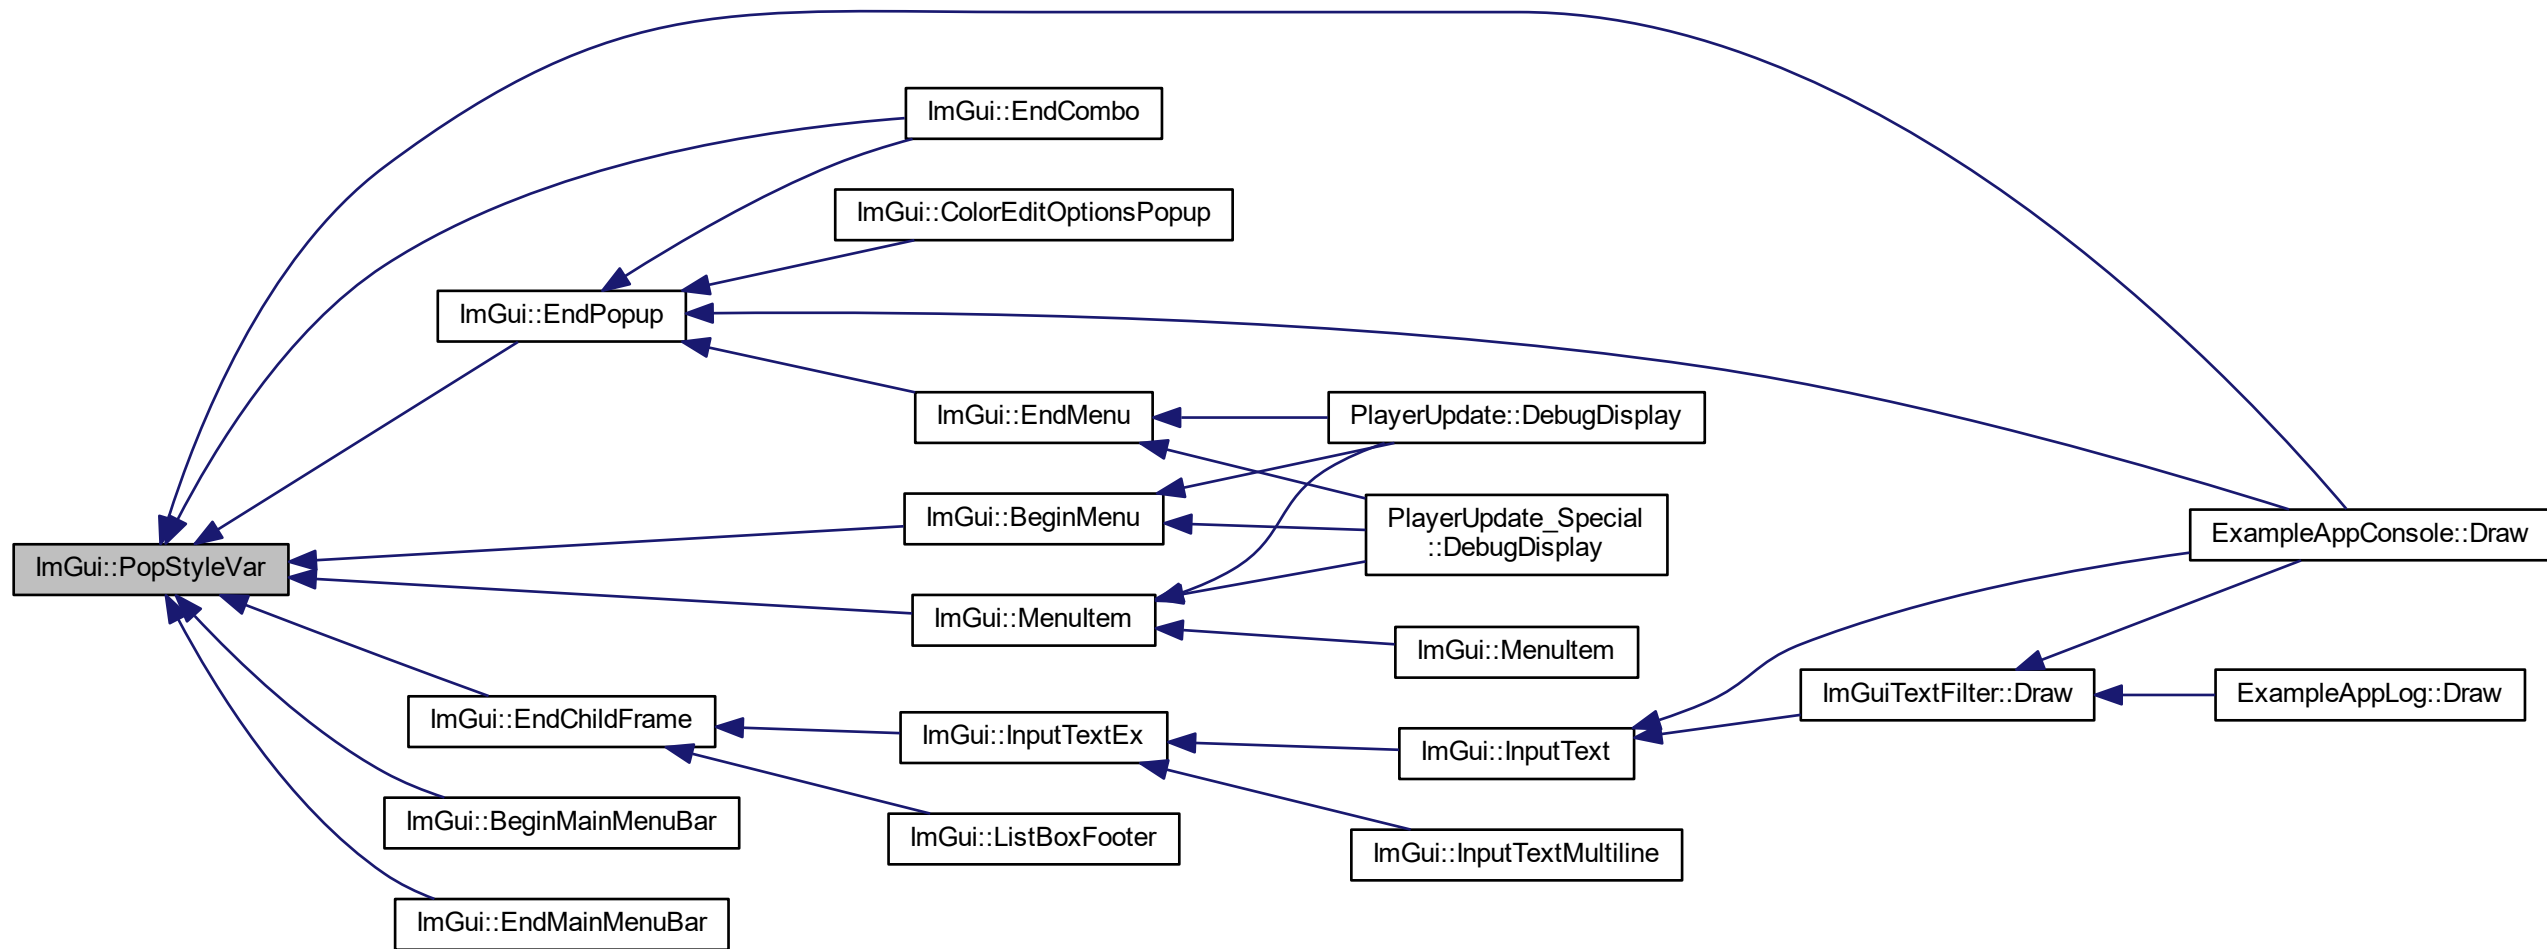 ImGui::EndCombo
ImGui::ColorEditOptionsPopup
ImGui::EndPopup
ImGui::EndMenu
PlayerUpdate::DebugDisplay
ImGui::BeginMenu
PlayerUpdate_Special
::DebugDisplay
ExampleAppConsole::Draw
ImGui::PopStyleVar
ImGui::MenuItem
ImGui::MenuItem
ImGui::EndChildFrame
ImGui::InputTextEx
ImGui::InputText
ImGuiTextFilter::Draw
ExampleAppLog::Draw
ImGui::BeginMainMenuBar
ImGui::ListBoxFooter
ImGui::InputTextMultiline
ImGui::EndMainMenuBar